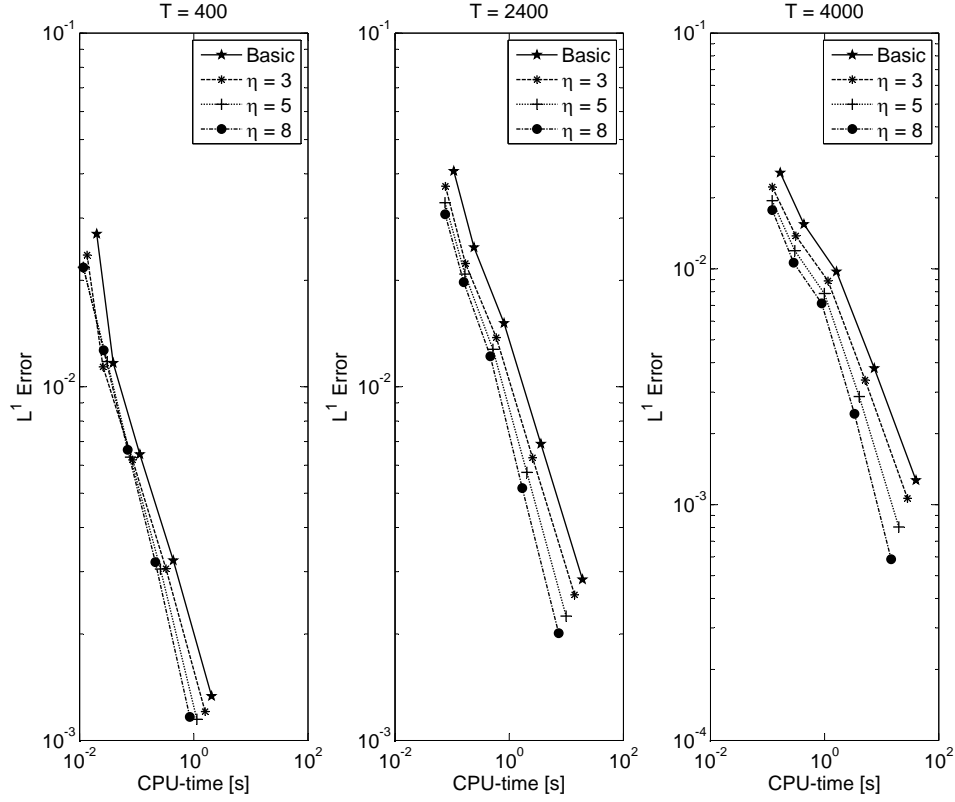 T = 400
10^-1
10^-2
10^-3
L^1 Error
Basic
η = 3
η = 5
η = 8
10^-2
10^0
10^2
CPU-time [s]
T = 2400
10^-1
10^-2
10^-3
L^1 Error
Basic
η = 3
η = 5
η = 8
10^-2
10^0
10^2
CPU-time [s]
T = 4000
10^-1
10^-2
10^-3
10^-4
L^1 Error
Basic
η = 3
η = 5
η = 8
10^-2
10^0
10^2
CPU-time [s]